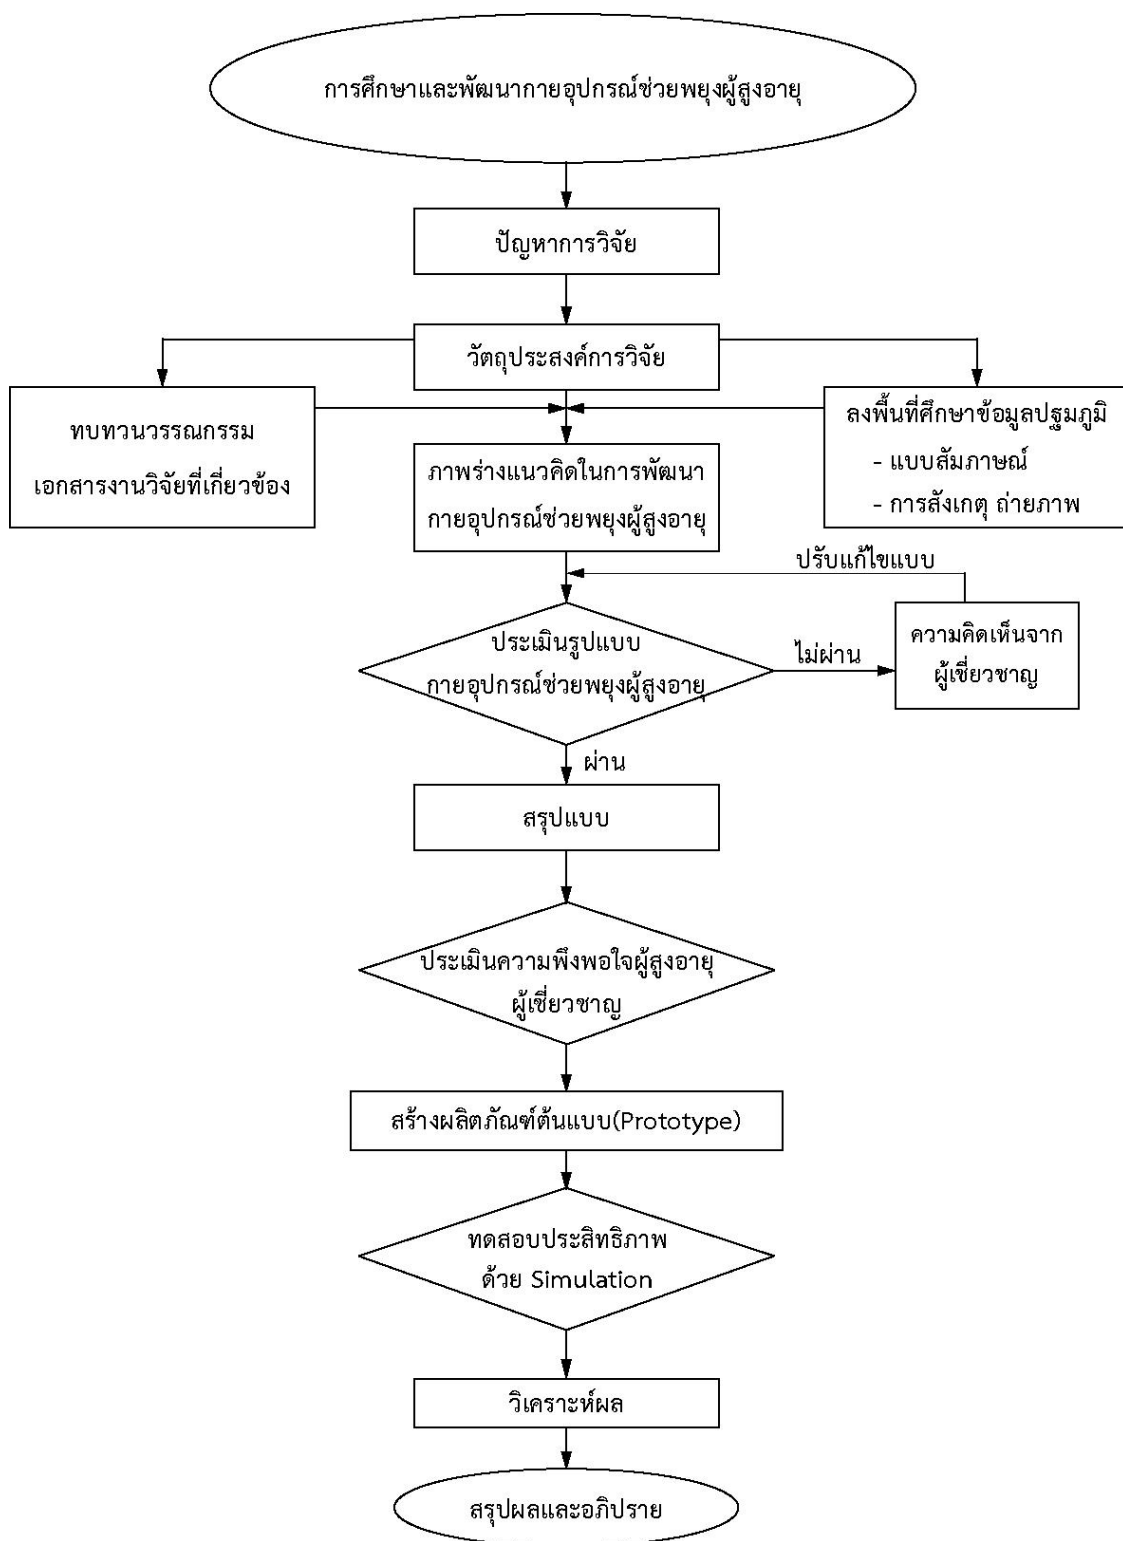 การศึกษาและพัฒนากายอุปกรณ์ช่วยพยุงผู้สูงอายุ
ปัญหาการวิจัย
วัตถุประสงค์การวิจัย
ทบทวนวรรณกรรม
เอกสารงานวิจัยที่เกี่ยวข้อง
ลงพื้นที่ศึกษาข้อมูลปฐมภูมิ
- แบบสัมภาษณ์
- การสังเกตุ ถ่ายภาพ
ภาพร่างแนวคิดในการพัฒนา
กายอุปกรณ์ช่วยพยุงผู้สูงอายุ
ปรับแก้ไขแบบ
ประเมินรูปแบบ
กายอุปกรณ์ช่วยพยุงผู้สูงอายุ
ไม่ผ่าน
ความคิดเห็นจาก
ผู้เชี่ยวชาญ
ผ่าน
สรุปแบบ
ประเมินความพึงพอใจผู้สูงอายุ
ผู้เชี่ยวชาญ
สร้างผลิตภัณฑ์ต้นแบบ(Prototype)
ทดสอบประสิทธิภาพ
ด้วย Simulation
วิเคราะห์ผล
สรุปผลและอภิปราย